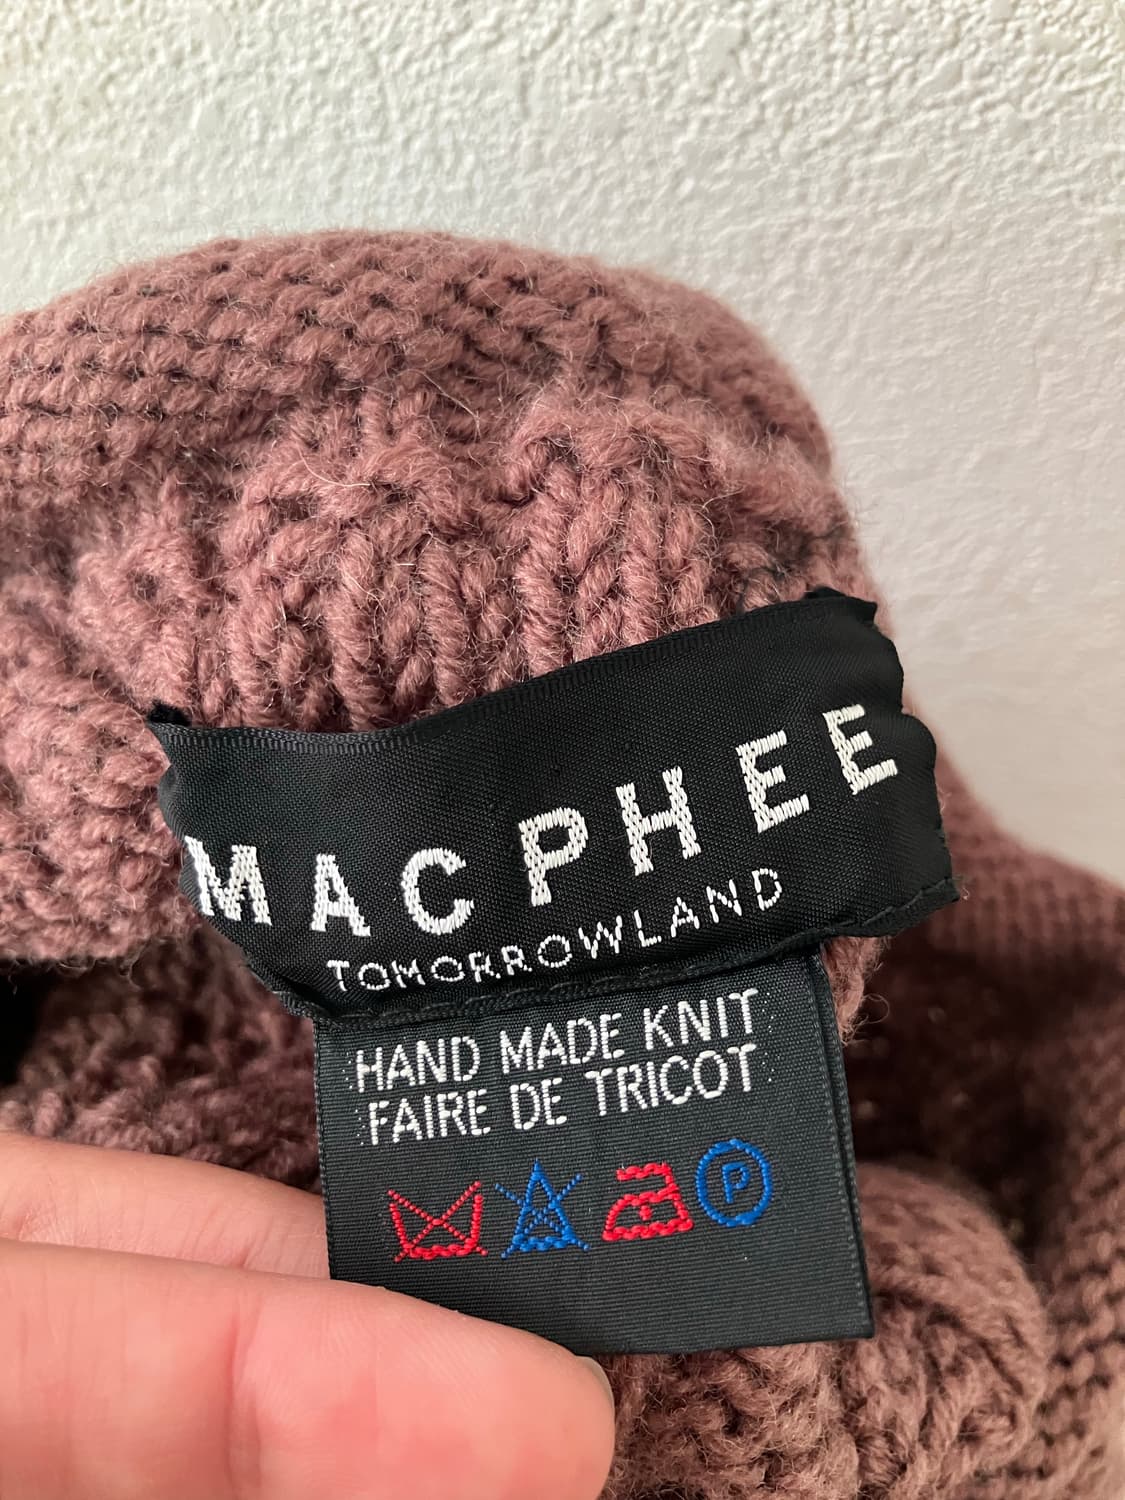 MACPHEE
TOMORROWLAND
HAND MADE KNIT
FAIRE DE TRICOT
P